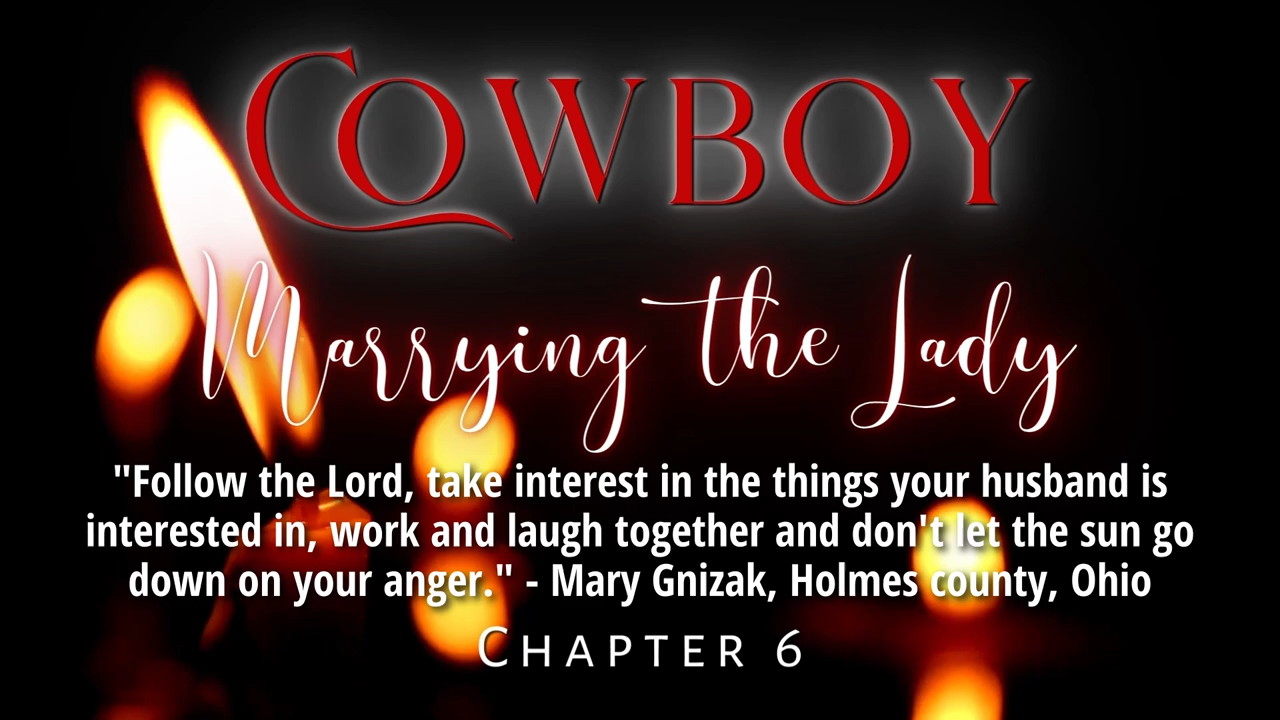 COWBOY
Marrying the Lady
"Follow the Lord, take interest in the things your husband is
interested in, work and laugh together and don't let the sun go
down on your anger." - Mary Gnizak, Holmes county, Ohio
CHAPTER 6